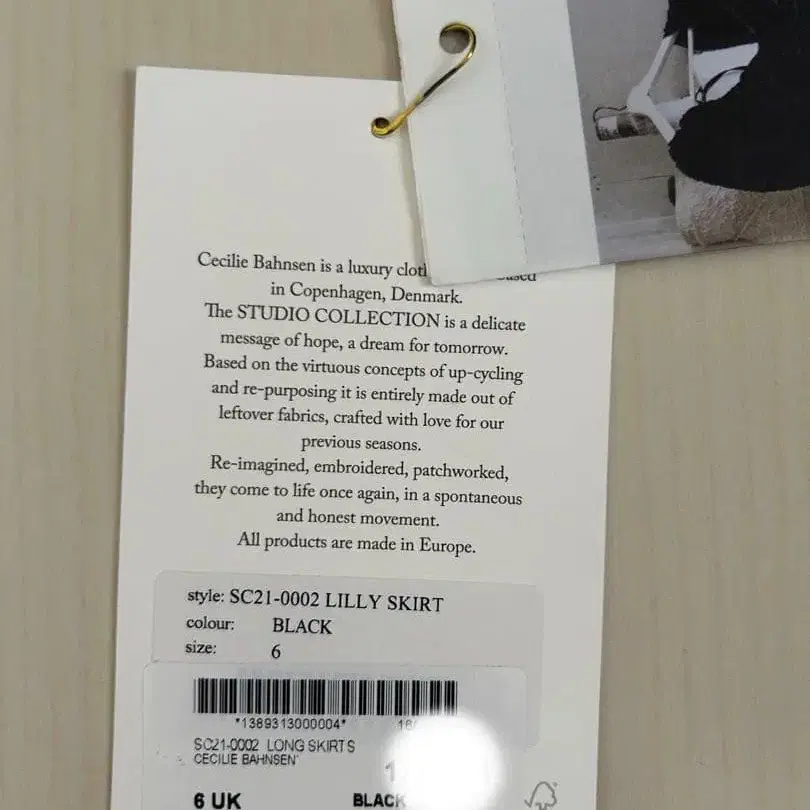 Cecilie Bahnsen is a luxury
in Copenhagen, Denmark.
The STUDIO COLLECTION is a delicate
message of hope, a dream for tomorrow.
Based on the virtuous concepts of up-cycling
and re-purposing it is entirely made out of
leftover fabrics, crafted with love for our
previous seasons.
Re-imagined, embroidered, patchworked,
they come to life once again, in a spontaneous
and honest movement.
All products are made in Europe.
style: SC21-0002 LILLY SKIRT
colour: BLACK
size: 6
*1389313000004*
SC21-0002 LONG SKIRTS
CECILIE BAHNSEN
6 UK BLACK